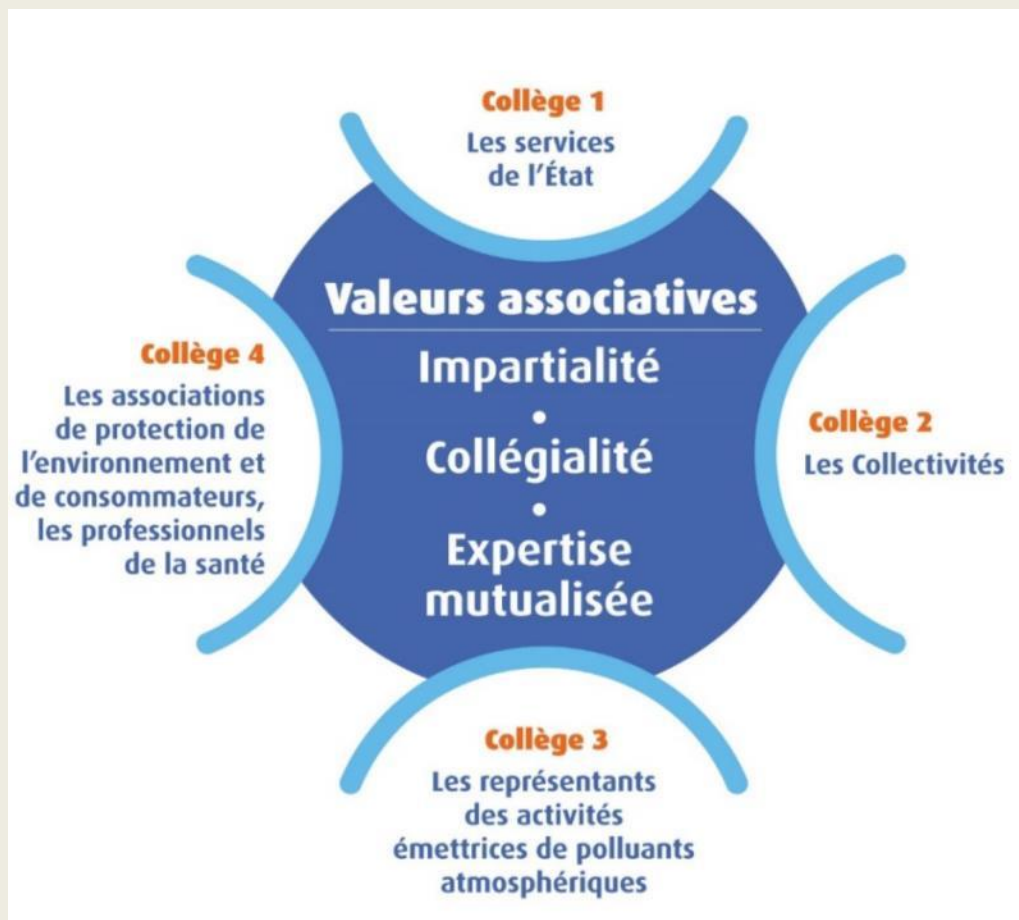 Collège 1
Les services
de l'État
Valeurs associatives
Impartialité
•
Collégialité
•
Expertise
mutualisée
Collège 4
Les associations
de protection de
l'environnement et
de consommateurs,
les professionnels
de la santé
Collège 2
Les Collectivités
Collège 3
Les représentants
des activités
émettrices de polluants
atmosphériques